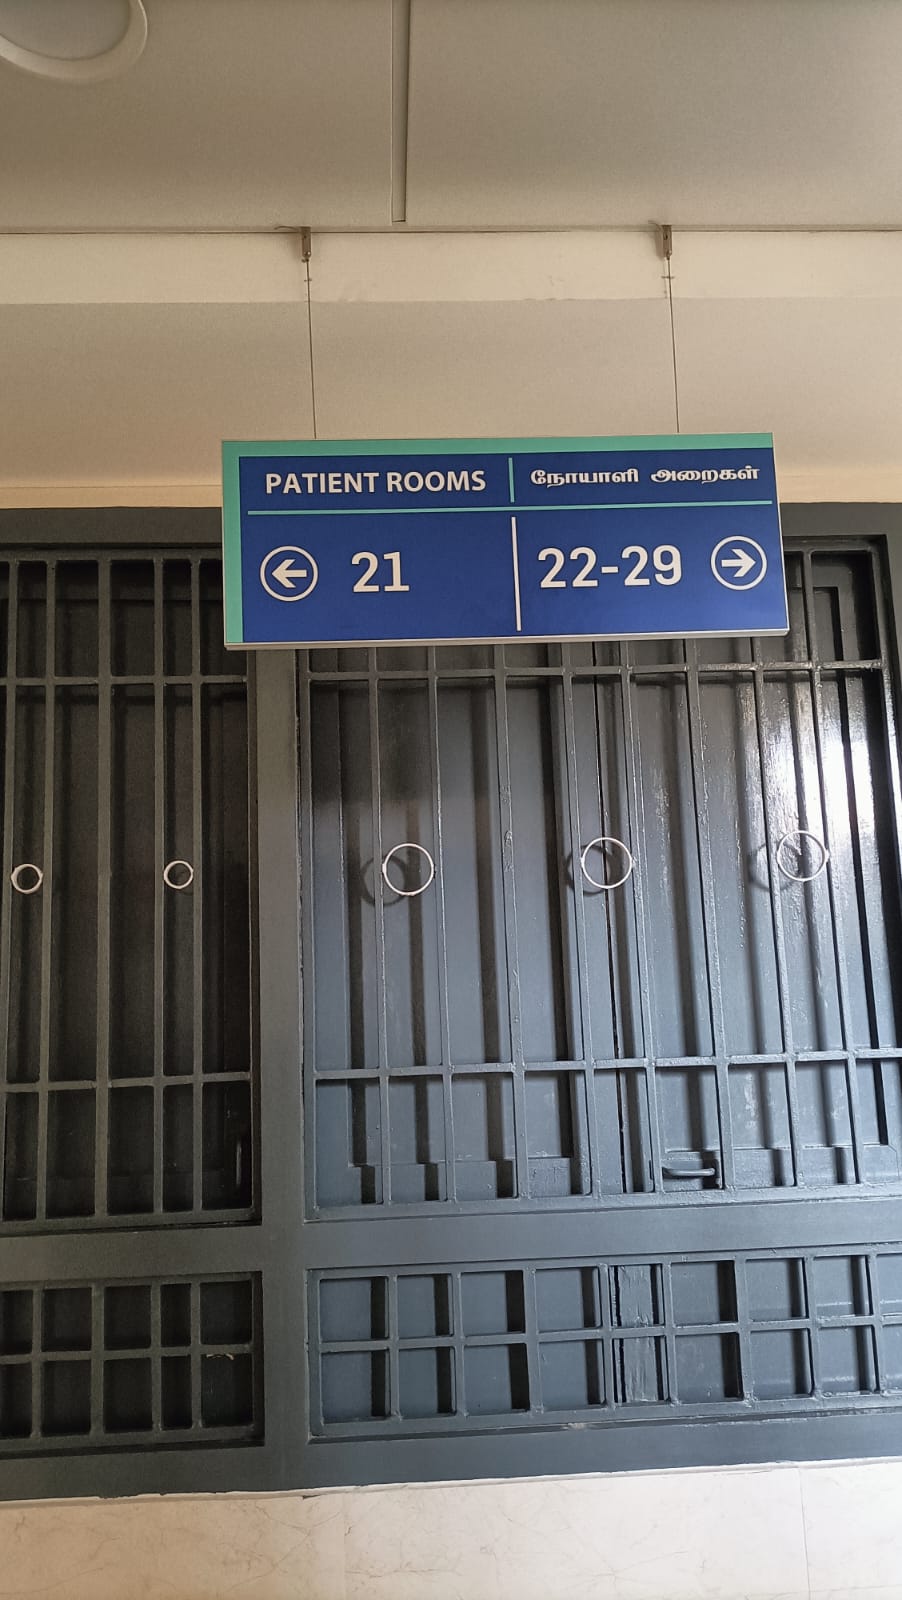 PATIENT ROOMS | நோயாளி அறைகள்
← 21 | 22-29 →